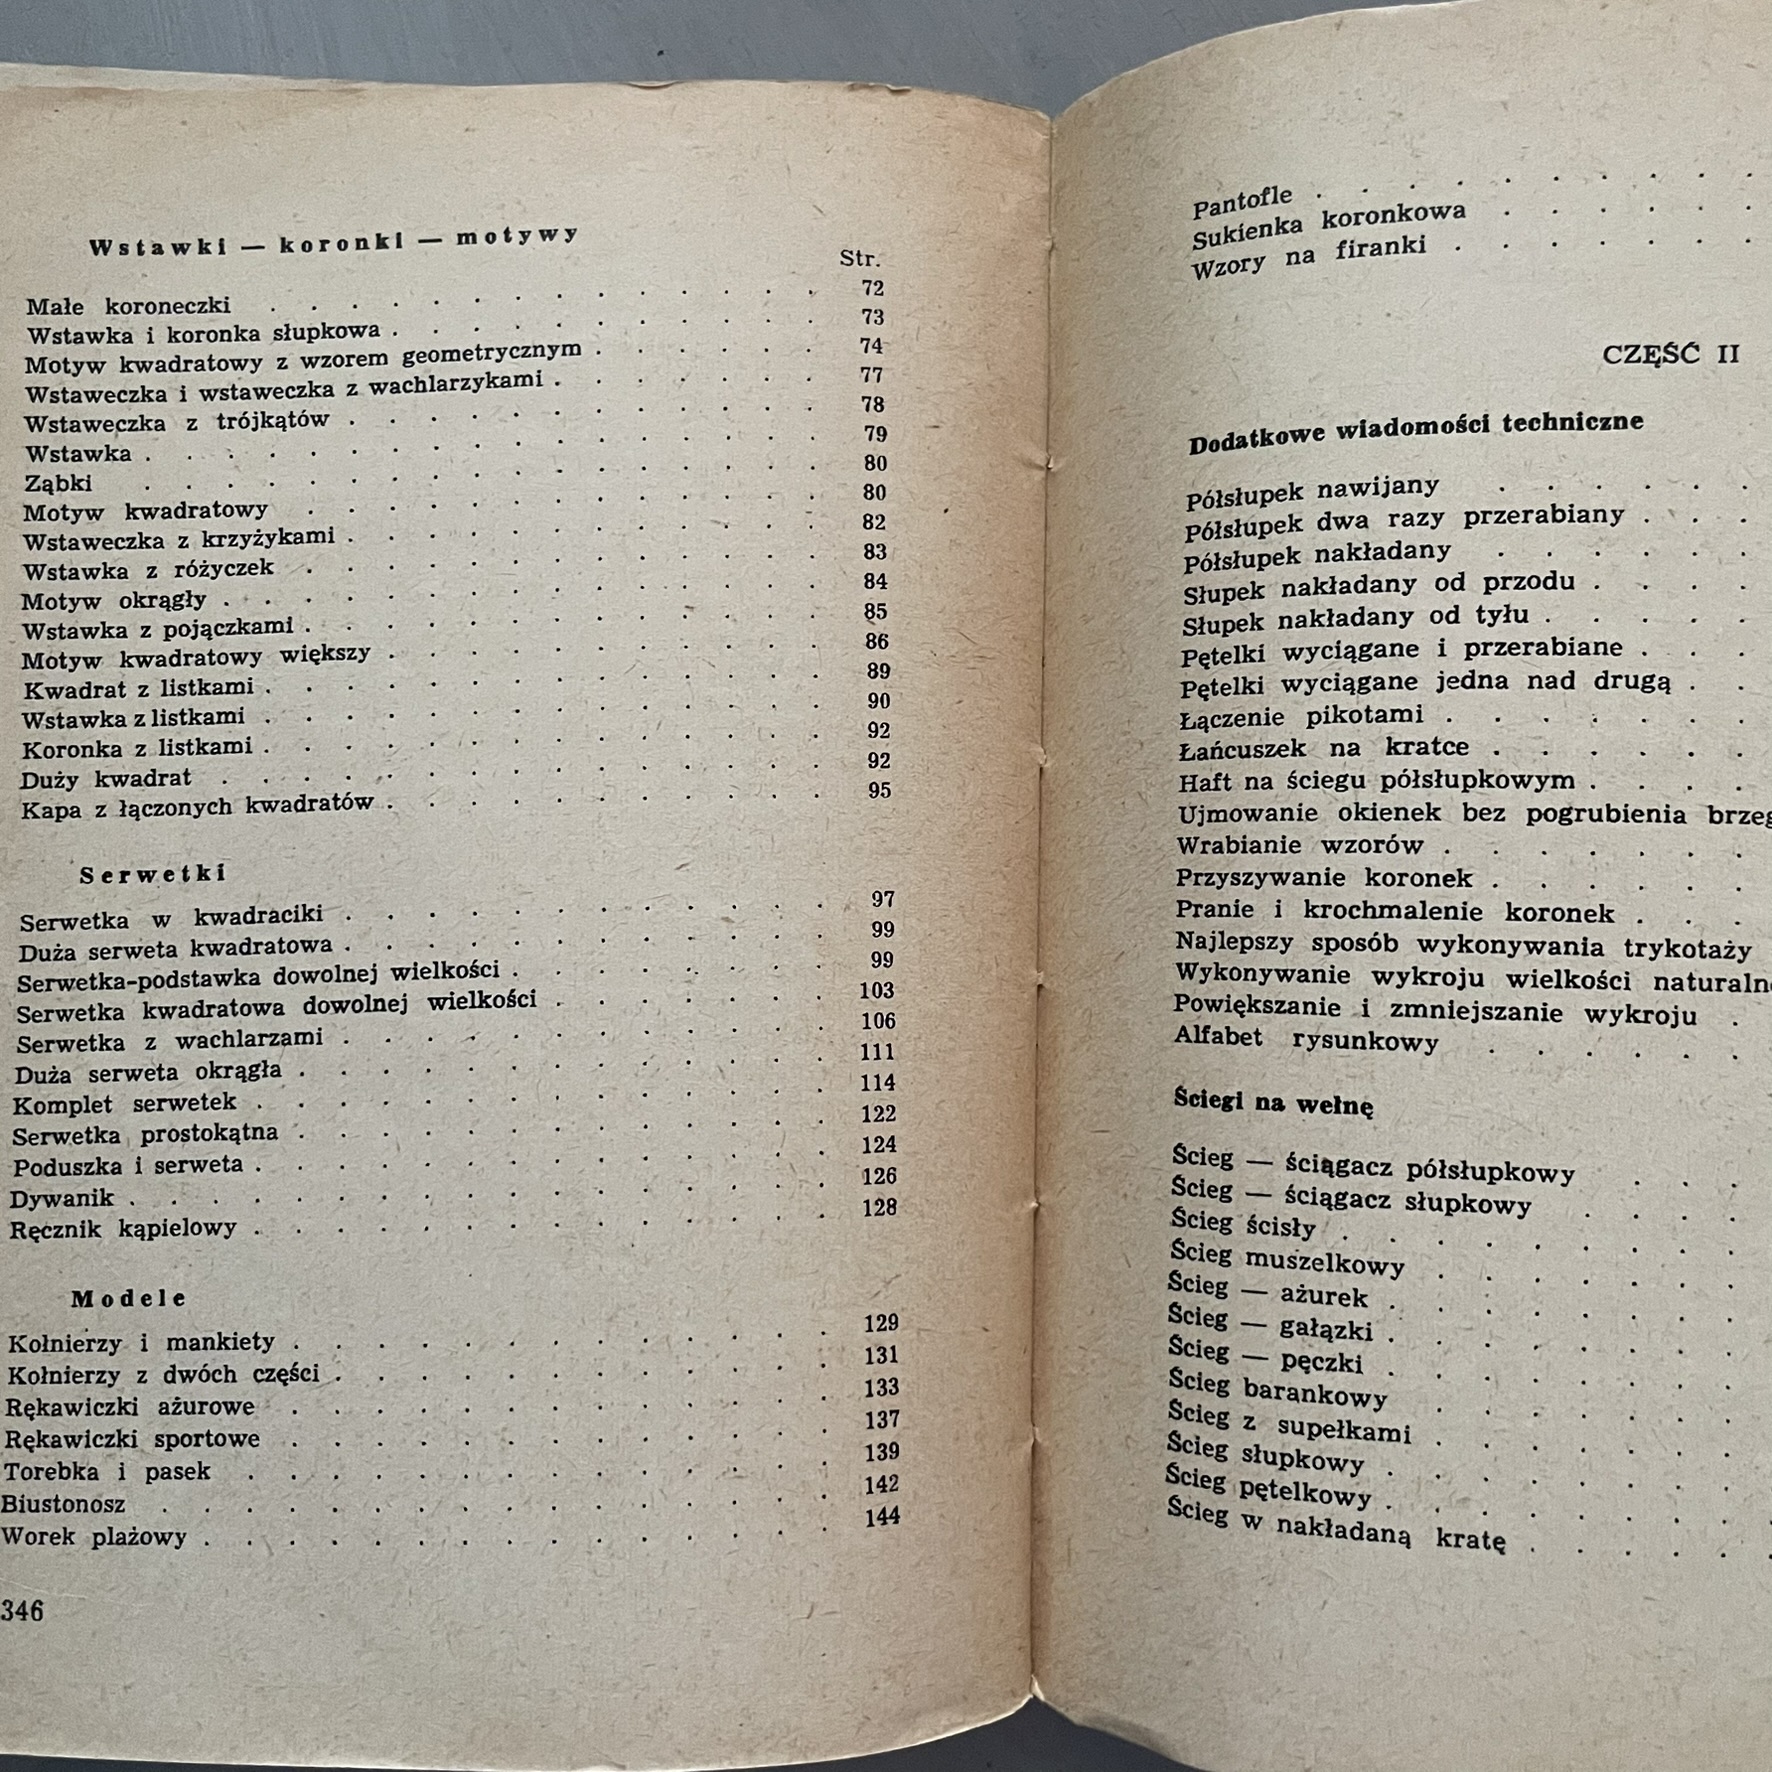 Wstawki — koronki — motywy
Str.
Małe koroneczki . . . . . . . . . . . . . 72
Wstawka i koronka słupkowa . . . . . . . . . . . 73
Motyw kwadratowy z wzorem geometrycznym . . . . . . 74
Wstaweczka i wstaweczka z wachlarzykami . . . . . . . 77
Wstaweczka z trójkątów . . . . . . . . . . . . 78
Wstawka . . . . . . . . . . . . . . . . 79
Ząbki . . . . . . . . . . . . . . . . 80
Motyw kwadratowy . . . . . . . . . . . . . 80
Wstaweczka z krzyżykami . . . . . . . . . . . . 82
Wstawka z różyczek . . . . . . . . . . . . . 83
Motyw okrągły . . . . . . . . . . . . . . . 84
Wstawka z pojączkami . . . . . . . . . . . . . 85
Motyw kwadratowy większy . . . . . . . . . . . 86
Kwadrat z listkami . . . . . . . . . . . . . . 89
Wstawka z listkami . . . . . . . . . . . . . . 90
Koronka z listkami . . . . . . . . . . . . . . 92
Duży kwadrat . . . . . . . . . . . . . . . 92
Kapa z łączonych kwadratów . . . . . . . . . . . 95
Serwetki
Serwetka w kwadraciki . . . . . . . . . . . . 97
Duża serweta kwadratowa . . . . . . . . . . . . 99
Serwetka-podstawka dowolnej wielkości . . . . . . . . 99
Serwetka kwadratowa dowolnej wielkości . . . . . . . 103
Serwetka z wachlarzami . . . . . . . . . . . . 106
Duża serweta okrągła . . . . . . . . . . . . . 111
Komplet serwetek . . . . . . . . . . . . . . 114
Serwetka prostokątna . . . . . . . . . . . . . 122
Poduszka i serweta . . . . . . . . . . . . . . 124
Dywanik . . . . . . . . . . . . . . . . . 126
Ręcznik kąpielowy . . . . . . . . . . . . . . 128
Modele
Kołnierzy i mankiety . . . . . . . . . . . . . 129
Kołnierzy z dwóch części . . . . . . . . . . . . 131
Rękawiczki ażurowe . . . . . . . . . . . . . 133
Rękawiczki sportowe . . . . . . . . . . . . . 137
Torebka i pasek . . . . . . . . . . . . . . 139
Biustonosz . . . . . . . . . . . . . . . . 142
Worek plażowy . . . . . . . . . . . . . . . 144
346
Pantofle . . . . . . . . . .
Sukienka koronkowa . . . . . .
Wzory na firanki . . . . . . .
CZĘŚĆ II
Dodatkowe wiadomości techniczne
Półsłupek nawijany . . . . . .
Półsłupek dwa razy przerabiany . . .
Półsłupek nakładany . . . . . .
Słupek nakładany od przodu . . . .
Słupek nakładany od tyłu . . . . .
Pętelki wyciągane i przerabiane . . .
Pętelki wyciągane jedna nad drugą . .
Łączenie pikotami . . . . . . .
Łańcuszek na kratce . . . . . .
Haft na ściegu półsłupkowym . . . .
Ujmowanie okienek bez pogrubienia brzeg
Wrabianie wzorów . . . . . . .
Przyszywanie koronek . . . . . .
Pranie i krochmalenie koronek . . .
Najlepszy sposób wykonywania trykotaży
Wykonywanie wykroju wielkości naturaln
Powiększanie i zmniejszanie wykroju .
Alfabet rysunkowy . . . . . .
Ściegi na wełnę
Ścieg — ściągacz półsłupkowy . . .
Ścieg — ściągacz słupkowy . . . .
Ścieg ścisły . . . . . . . . .
Ścieg muszelkowy . . . . . . .
Ścieg — ażurek . . . . . . . .
Ścieg — gałązki . . . . . . . .
Ścieg — pęczki . . . . . . . .
Ścieg barankowy . . . . . . .
Ścieg z supełkami . . . . . . .
Ścieg słupkowy . . . . . . . .
Ścieg pętelkowy . . . . . . . .
Ścieg w nakładaną kratę . . . . . .